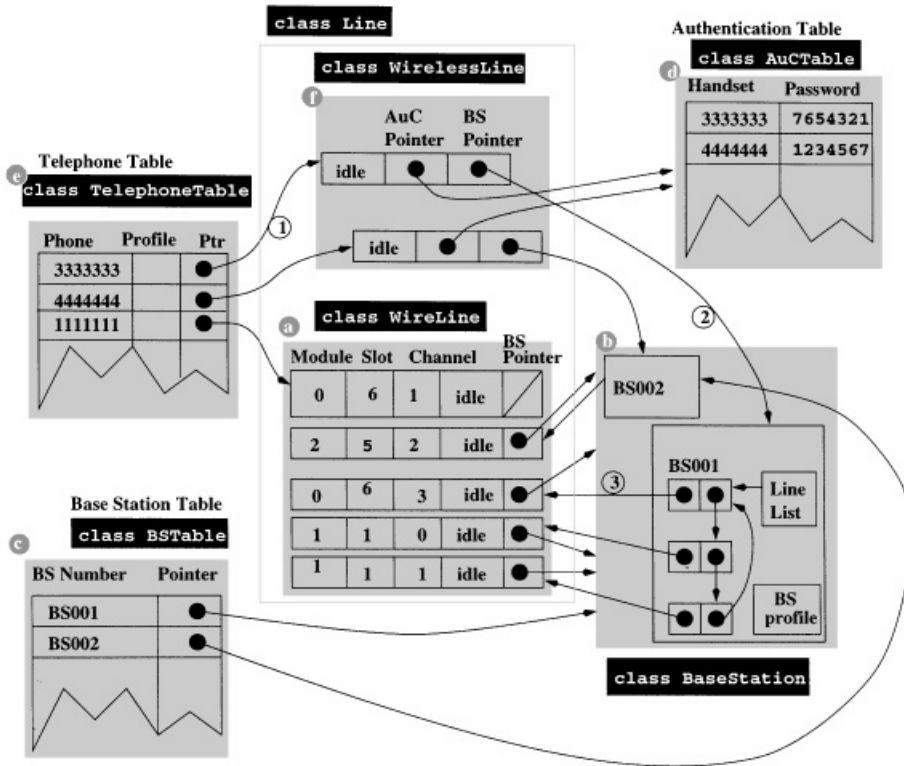 class Line
Authentication Table
class AuCTable
d
Handset Password
3333333 7654321
4444444 1234567
class WirelessLine
f
AuC Pointer
BS Pointer
idle
idle
Telephone Table
e
class TelephoneTable
Phone Profile Ptr
3333333
4444444
1111111
1
2
a
class WireLine
Module Slot Channel
BS Pointer
0 6 1 idle
2 5 2 idle
0 6 3 idle
1 1 0 idle
1 1 1 idle
b
BS002
BS001
3
Line List
BS profile
class BaseStation
Base Station Table
c
class BSTable
BS Number Pointer
BS001
BS002